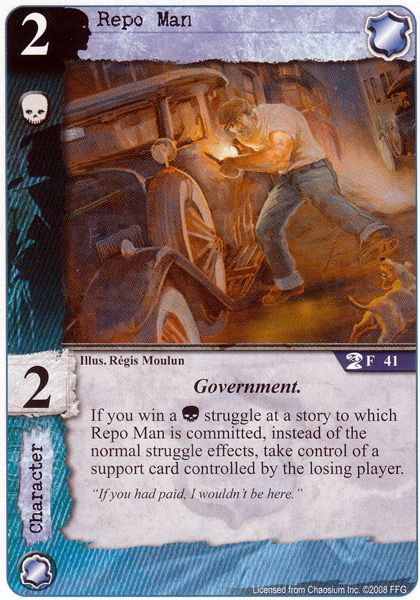 2
Repo Man
Illus. Régis Moulun
F 41
2
Government.
If you win a struggle at a story to which
Repo Man is committed, instead of the
normal struggle effects, take control of a
support card controlled by the losing player.
"If you had paid, I wouldn't be here."
Character
Licensed from Chaosium Inc. ©2008 FFG